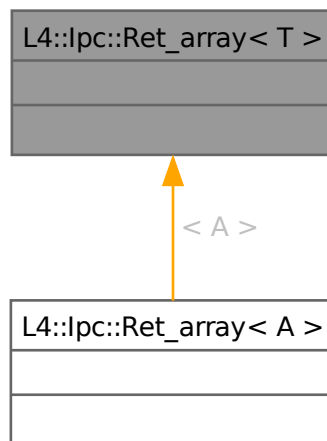 L4::Ipc::Ret_array< T >
< A >
L4::Ipc::Ret_array< A >